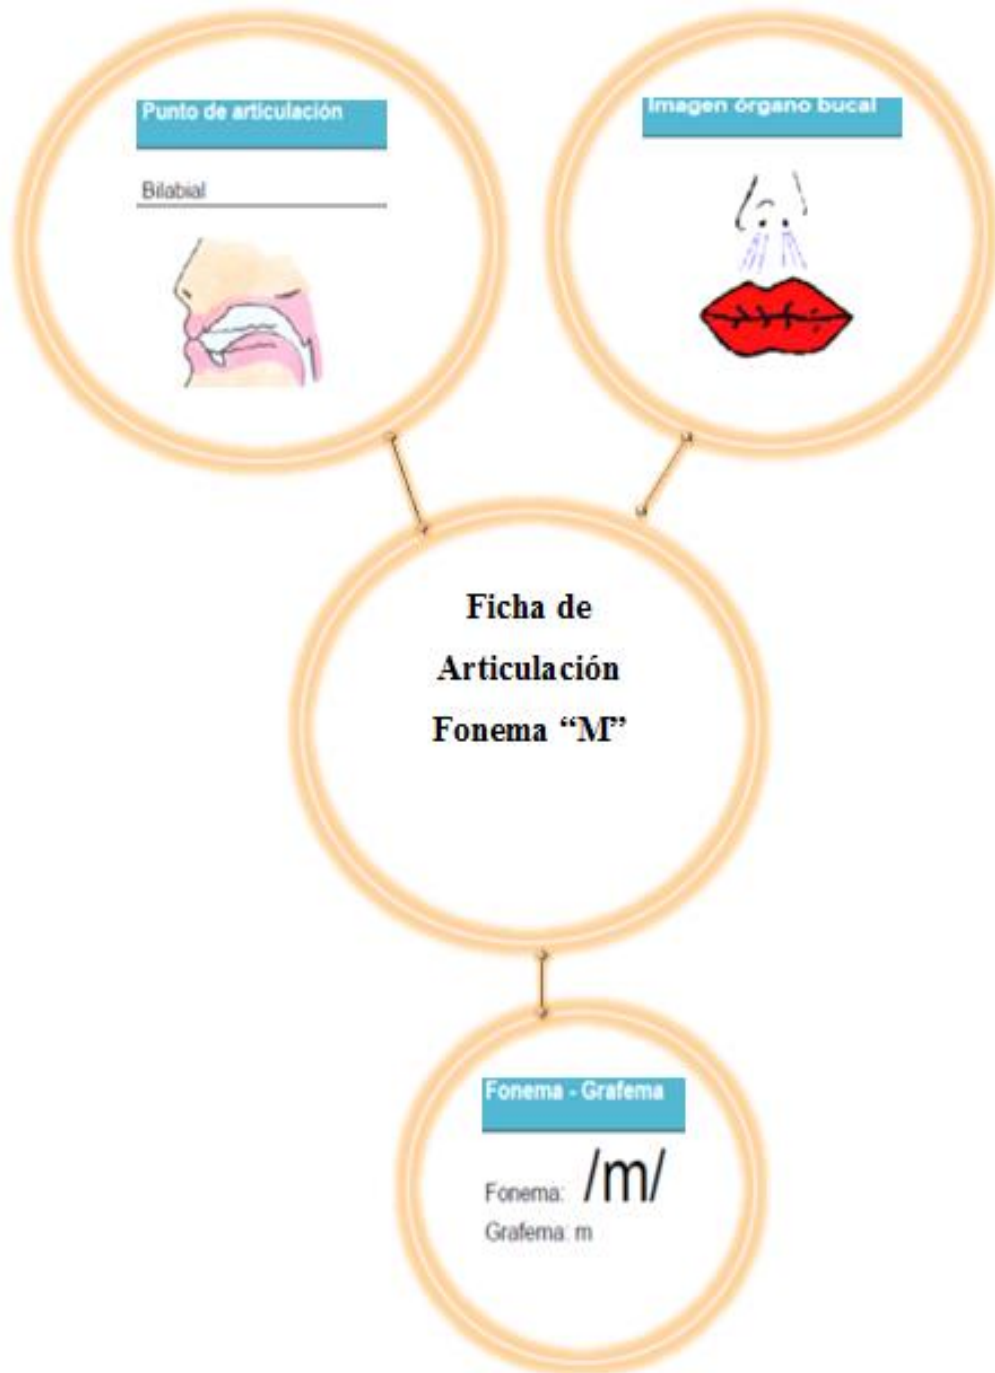 Punto de articulación
Bilabial
Imagen órgano bucal
Ficha de
Articulación
Fonema “M”
Fonema - Grafema
Fonema: /m/
Grafema: m